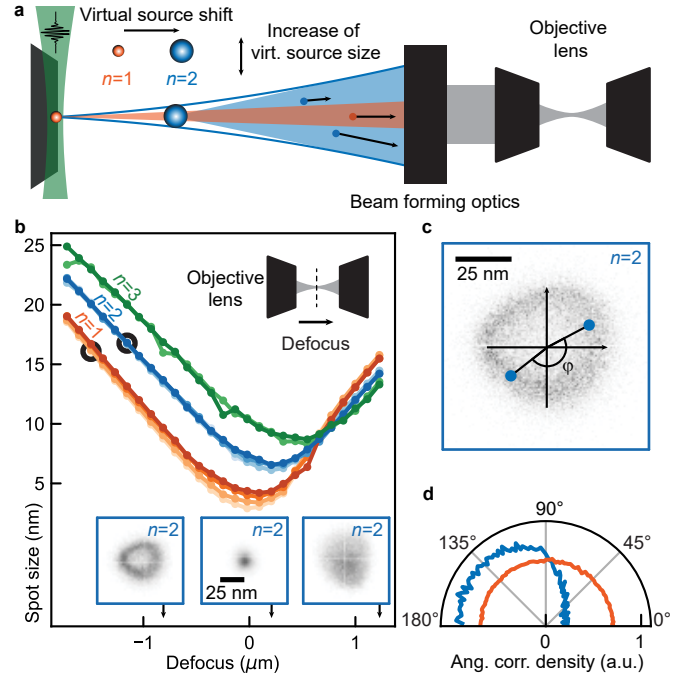 a
Virtual source shift
Increase of
virt. source size
Objective
lens
n=1
n=2
Beam forming optics
b
25
20
15
10
5
Spot size (nm)
n=3
n=2
n=1
Objective
lens
Defocus
n=2
n=2
25 nm
n=2
−1
0
1
Defocus (μm)
c
n=2
25 nm
φ
d
90°
135°
45°
180°
0°
0
1
Ang. corr. density (a.u.)